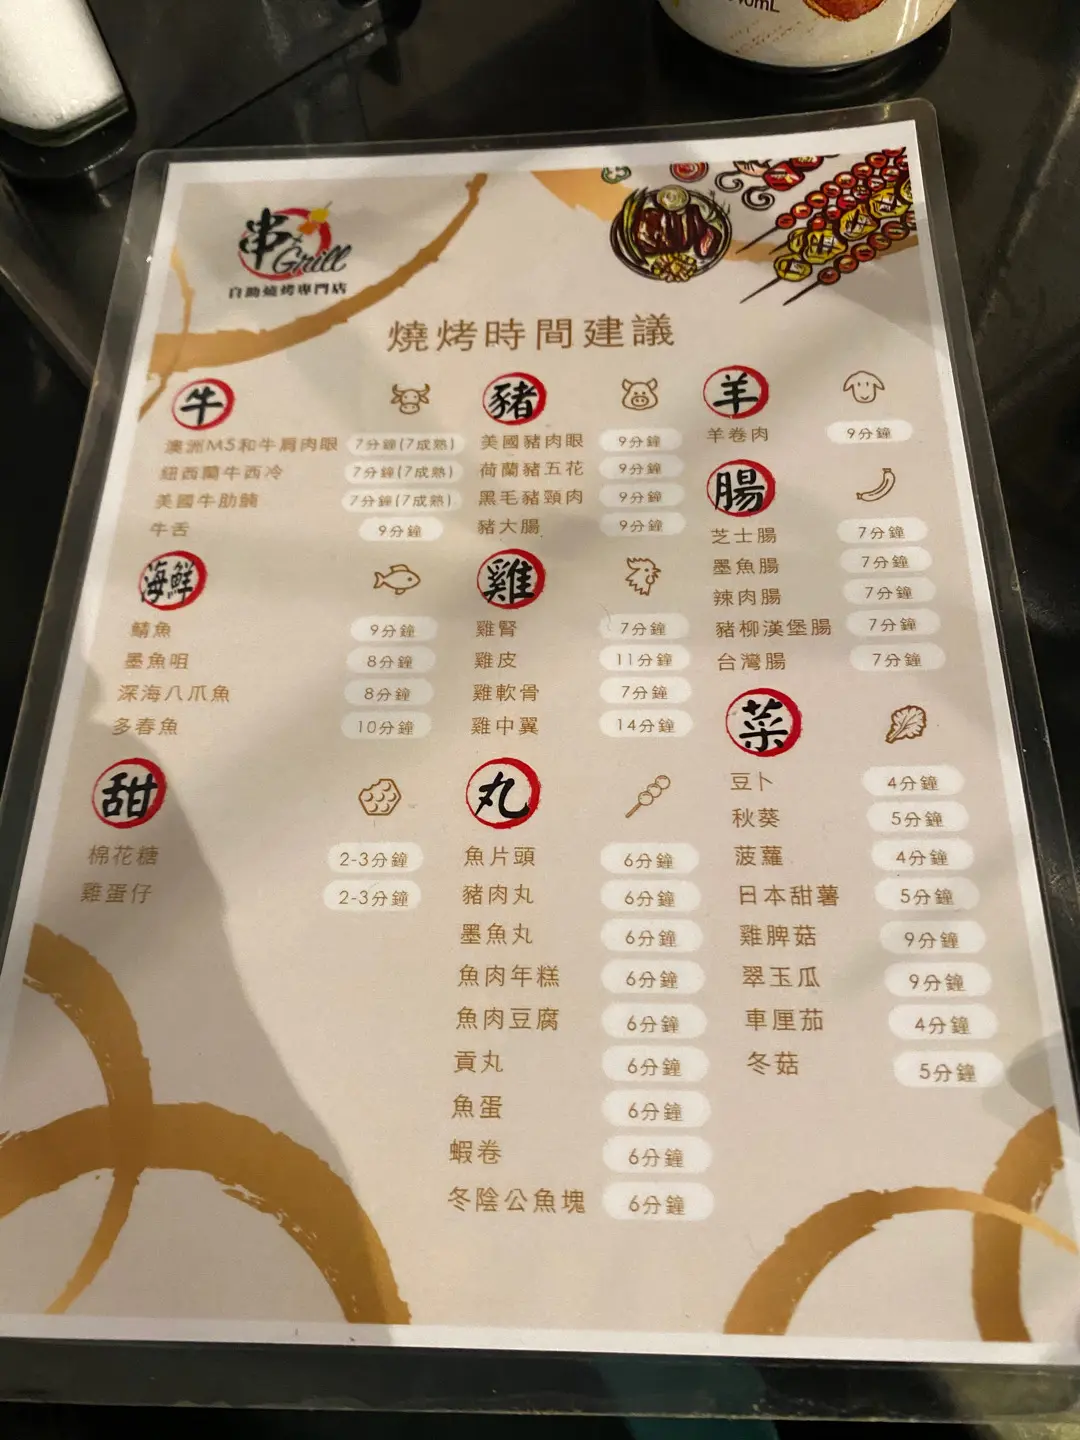 40mL
串
Grill
自助燒烤專門店
燒烤時間建議
牛
澳洲M5和牛肩肉眼 7分鐘(7成熟)
紐西蘭牛西冷 7分鐘(7成熟)
美國牛肋腩 7分鐘(7成熟)
牛舌 9分鐘
海鮮
鯖魚 9分鐘
墨魚咀 8分鐘
深海八爪魚 8分鐘
多春魚 10分鐘
甜
棉花糖 2-3分鐘
雞蛋仔 2-3分鐘
豬
美國豬肉眼 9分鐘
荷蘭豬五花 9分鐘
黑毛豬頸肉 9分鐘
豬大腸 9分鐘
雞
雞腎 7分鐘
雞皮 11分鐘
雞軟骨 7分鐘
雞中翼 14分鐘
丸
魚片頭 6分鐘
豬肉丸 6分鐘
墨魚丸 6分鐘
魚肉年糕 6分鐘
魚肉豆腐 6分鐘
貢丸 6分鐘
魚蛋 6分鐘
蝦卷 6分鐘
冬陰公魚塊 6分鐘
羊
羊卷肉 9分鐘
腸
芝士腸 7分鐘
墨魚腸 7分鐘
辣肉腸 7分鐘
豬柳漢堡腸 7分鐘
台灣腸 7分鐘
菜
豆卜 4分鐘
秋葵 5分鐘
菠蘿 4分鐘
日本甜薯 5分鐘
雞脾菇 9分鐘
翠玉瓜 9分鐘
車厘茄 4分鐘
冬菇 5分鐘